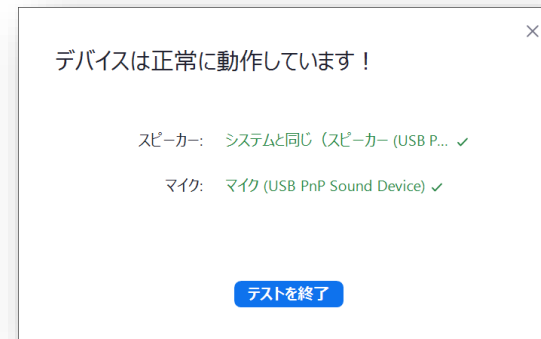 デバイスは正常に動作しています！
スピーカー: システムと同じ（スピーカー (USB P... ✓
マイク: マイク (USB PnP Sound Device) ✓
テストを終了